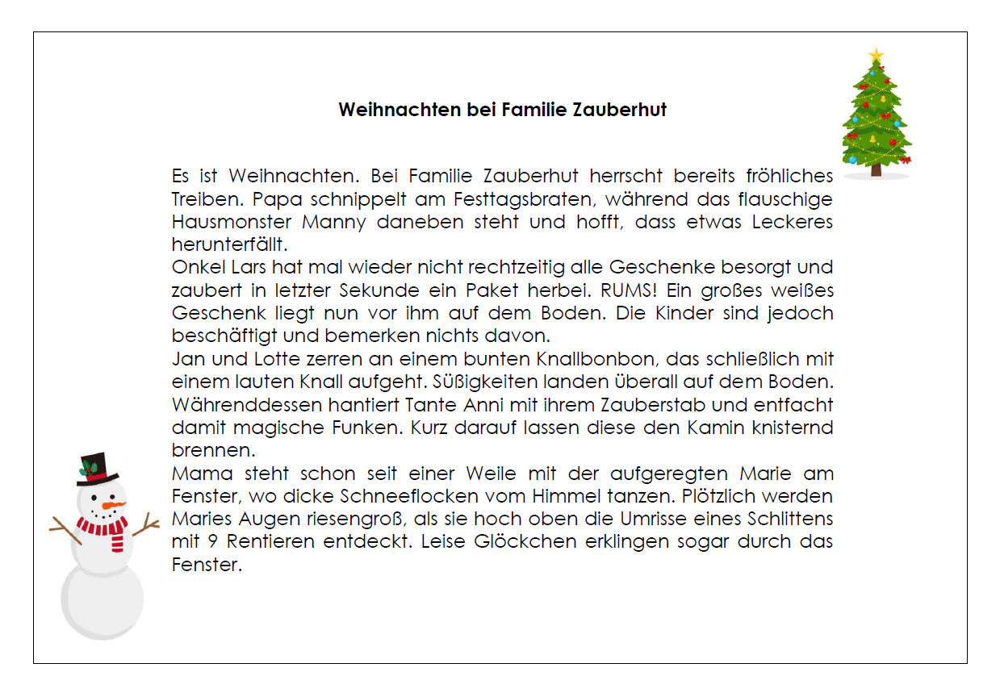 Weihnachten bei Familie Zauberhut
Es ist Weihnachten. Bei Familie Zauberhut herrscht bereits fröhliches
Treiben. Papa schnippelt am Festtagsbraten, während das flauschige
Hausmonster Manny daneben steht und hofft, dass etwas Leckeres
herunterfällt.
Onkel Lars hat mal wieder nicht rechtzeitig alle Geschenke besorgt und
zaubert in letzter Sekunde ein Paket herbei. RUMS! Ein großes weißes
Geschenk liegt nun vor ihm auf dem Boden. Die Kinder sind jedoch
beschäftigt und bemerken nichts davon.
Jan und Lotte zerren an einem bunten Knallbonbon, das schließlich mit
einem lauten Knall aufgeht. Süßigkeiten landen überall auf dem Boden.
Währenddessen hantiert Tante Anni mit ihrem Zauberstab und entfacht
damit magische Funken. Kurz darauf lassen diese den Kamin knisternd
brennen.
Mama steht schon seit einer Weile mit der aufgeregten Marie am
Fenster, wo dicke Schneeflocken vom Himmel tanzen. Plötzlich werden
Maries Augen riesengroß, als sie hoch oben die Umrisse eines Schlittens
mit 9 Rentieren entdeckt. Leise Glöckchen erklingen sogar durch das
Fenster.